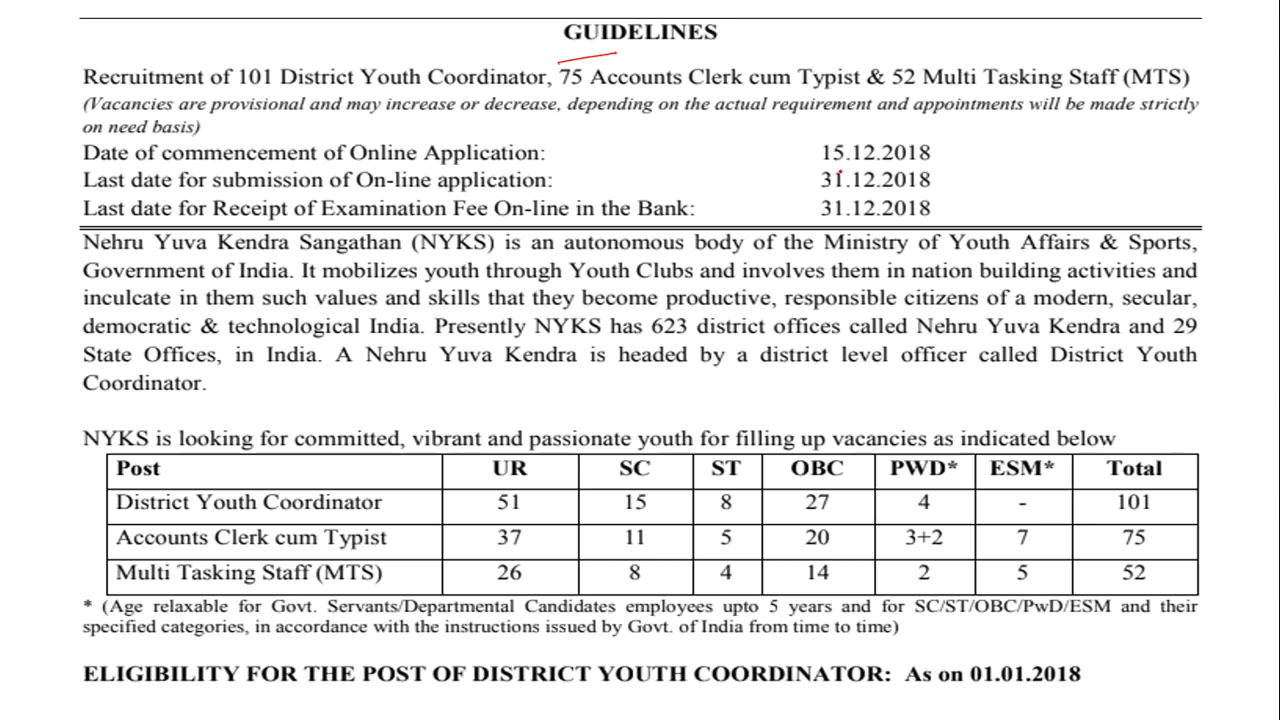 GUIDELINES
Recruitment of 101 District Youth Coordinator, 75 Accounts Clerk cum Typist & 52 Multi Tasking Staff (MTS)
(Vacancies are provisional and may increase or decrease, depending on the actual requirement and appointments will be made strictly
on need basis)
Date of commencement of Online Application: 15.12.2018
Last date for submission of On-line application: 31.12.2018
Last date for Receipt of Examination Fee On-line in the Bank: 31.12.2018
Nehru Yuva Kendra Sangathan (NYKS) is an autonomous body of the Ministry of Youth Affairs & Sports,
Government of India. It mobilizes youth through Youth Clubs and involves them in nation building activities and
inculcate in them such values and skills that they become productive, responsible citizens of a modern, secular,
democratic & technological India. Presently NYKS has 623 district offices called Nehru Yuva Kendra and 29
State Offices, in India. A Nehru Yuva Kendra is headed by a district level officer called District Youth
Coordinator.
NYKS is looking for committed, vibrant and passionate youth for filling up vacancies as indicated below
Post UR SC ST OBC PWD* ESM* Total
District Youth Coordinator 51 15 8 27 4 - 101
Accounts Clerk cum Typist 37 11 5 20 3+2 7 75
Multi Tasking Staff (MTS) 26 8 4 14 2 5 52
* (Age relaxable for Govt. Servants/Departmental Candidates employees upto 5 years and for SC/ST/OBC/PwD/ESM and their
specified categories, in accordance with the instructions issued by Govt. of India from time to time)
ELIGIBILITY FOR THE POST OF DISTRICT YOUTH COORDINATOR: As on 01.01.2018